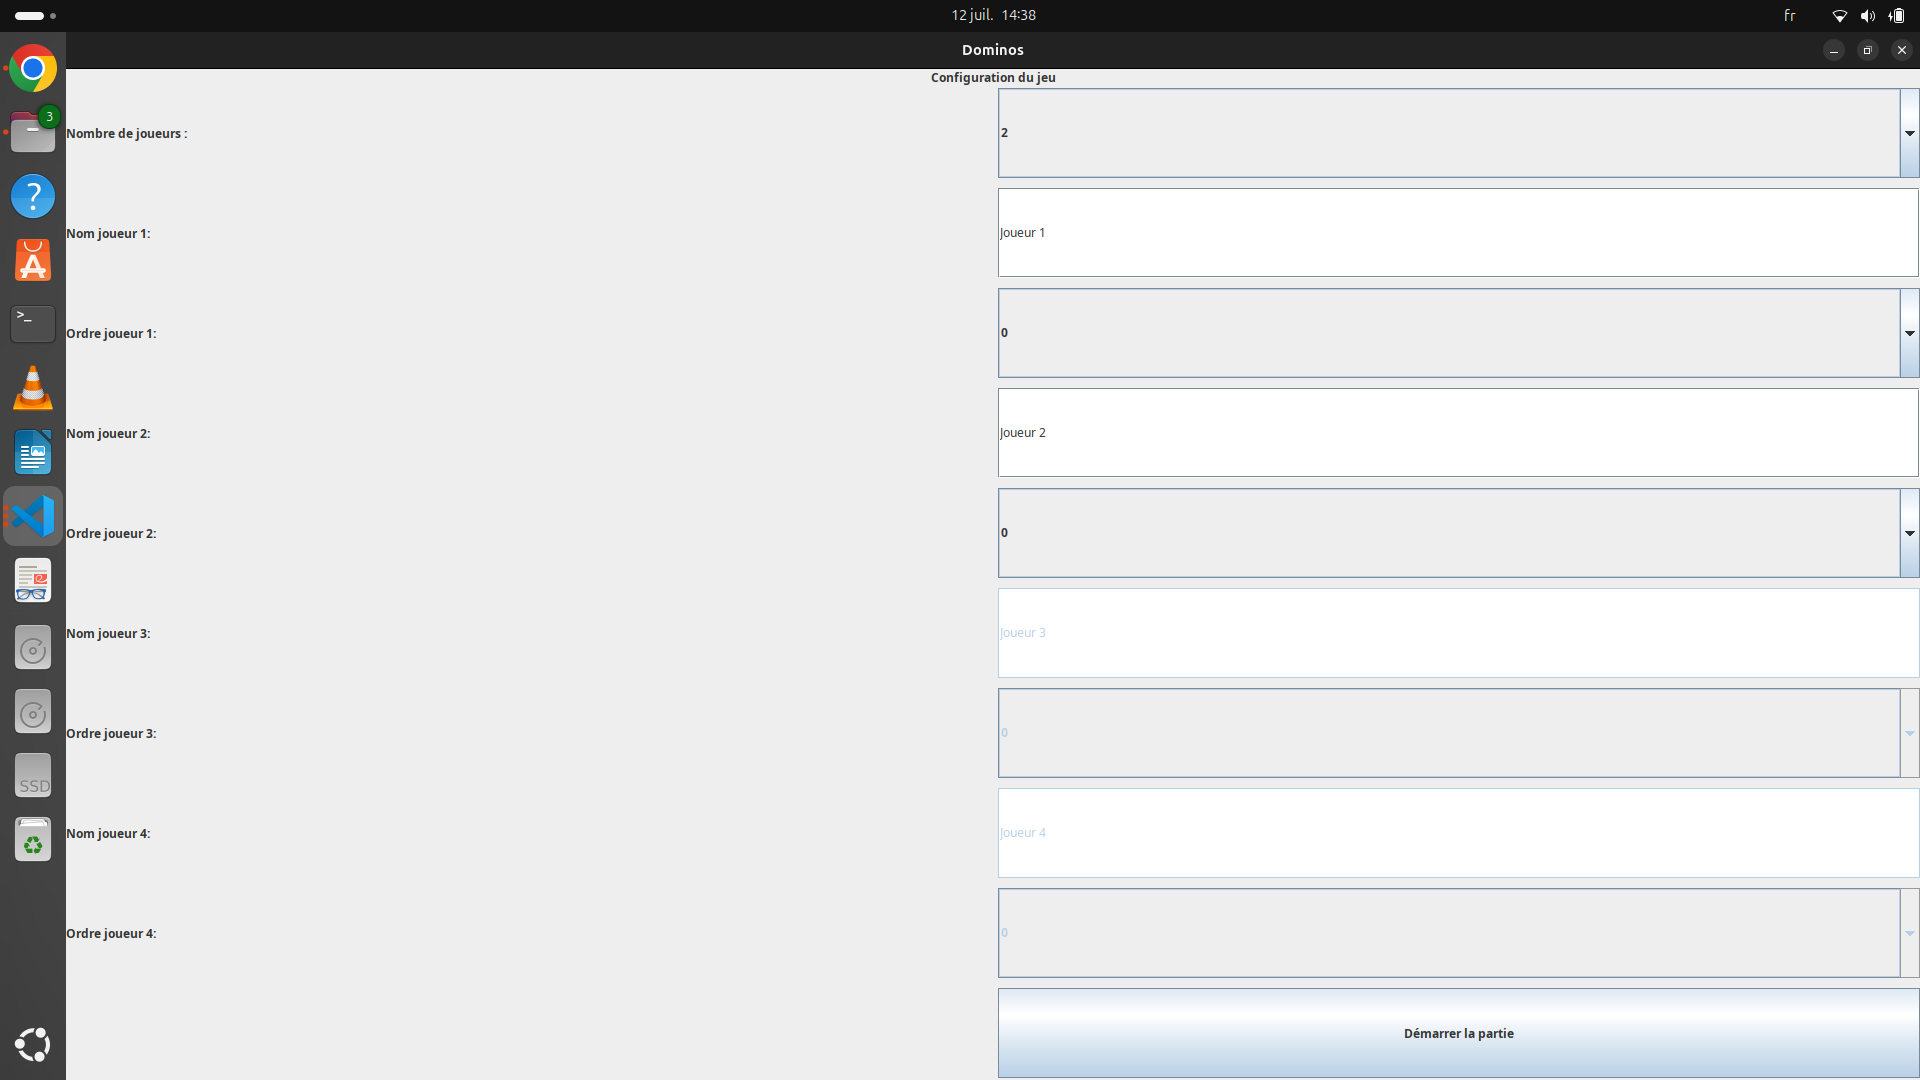 12 juil. 14:38
fr
Dominos
Configuration du jeu
3
Nombre de joueurs :
2
Nom joueur 1:
Joueur 1
Ordre joueur 1:
0
Nom joueur 2:
Joueur 2
Ordre joueur 2:
0
Nom joueur 3:
Joueur 3
Ordre joueur 3:
0
Nom joueur 4:
Joueur 4
Ordre joueur 4:
0
SSD
Démarrer la partie